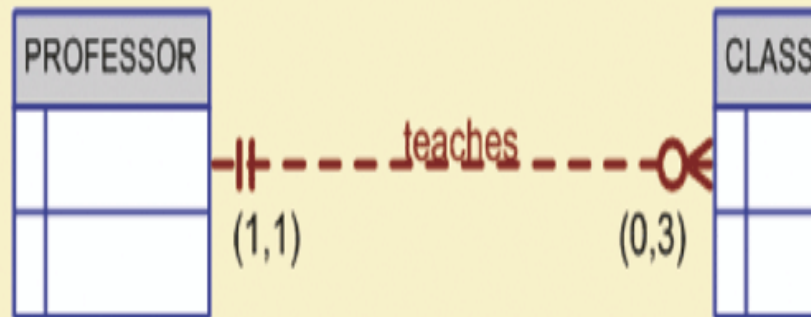 PROFESSOR
CLASS
teaches
(1,1)
(0,3)